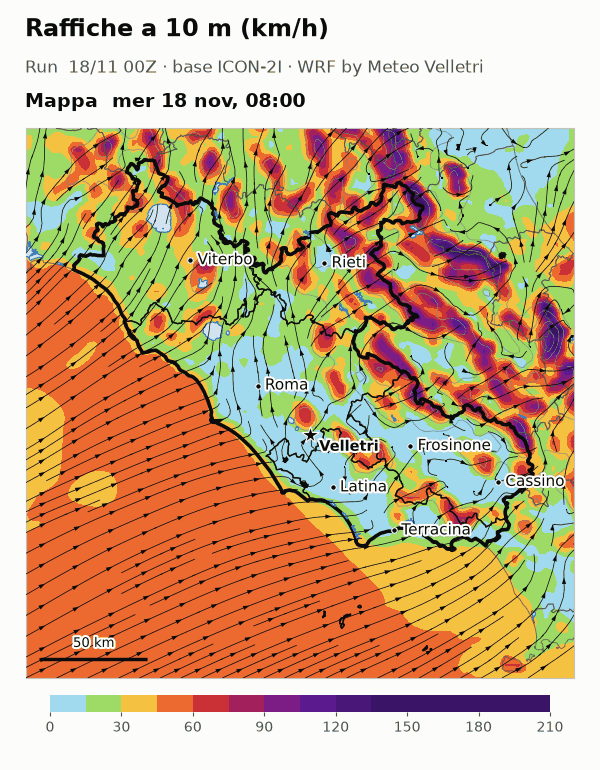 Raffiche a 10 m (km/h)
Run 18/11 00Z · base ICON-2I · WRF by Meteo Velletri
Mappa mer 18 nov, 08:00
Viterbo
Rieti
Roma
Velletri
Frosinone
Latina
Cassino
Terracina
50 km
0 30 60 90 120 150 180 210